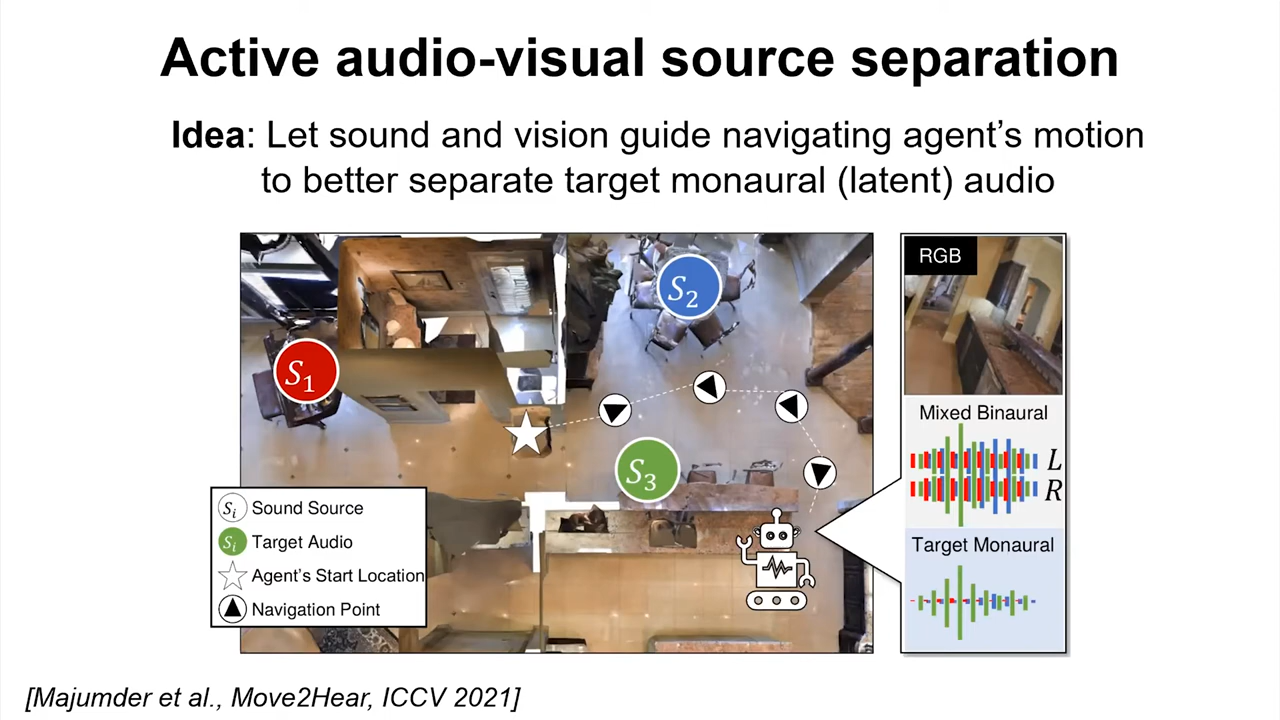 Active audio-visual source separation
Idea: Let sound and vision guide navigating agent's motion
to better separate target monaural (latent) audio
S1
S2
S3
Si Sound Source
Si Target Audio
Agent's Start Location
Navigation Point
RGB
Mixed Binaural
L
R
Target Monaural
[Majumder et al., Move2Hear, ICCV 2021]